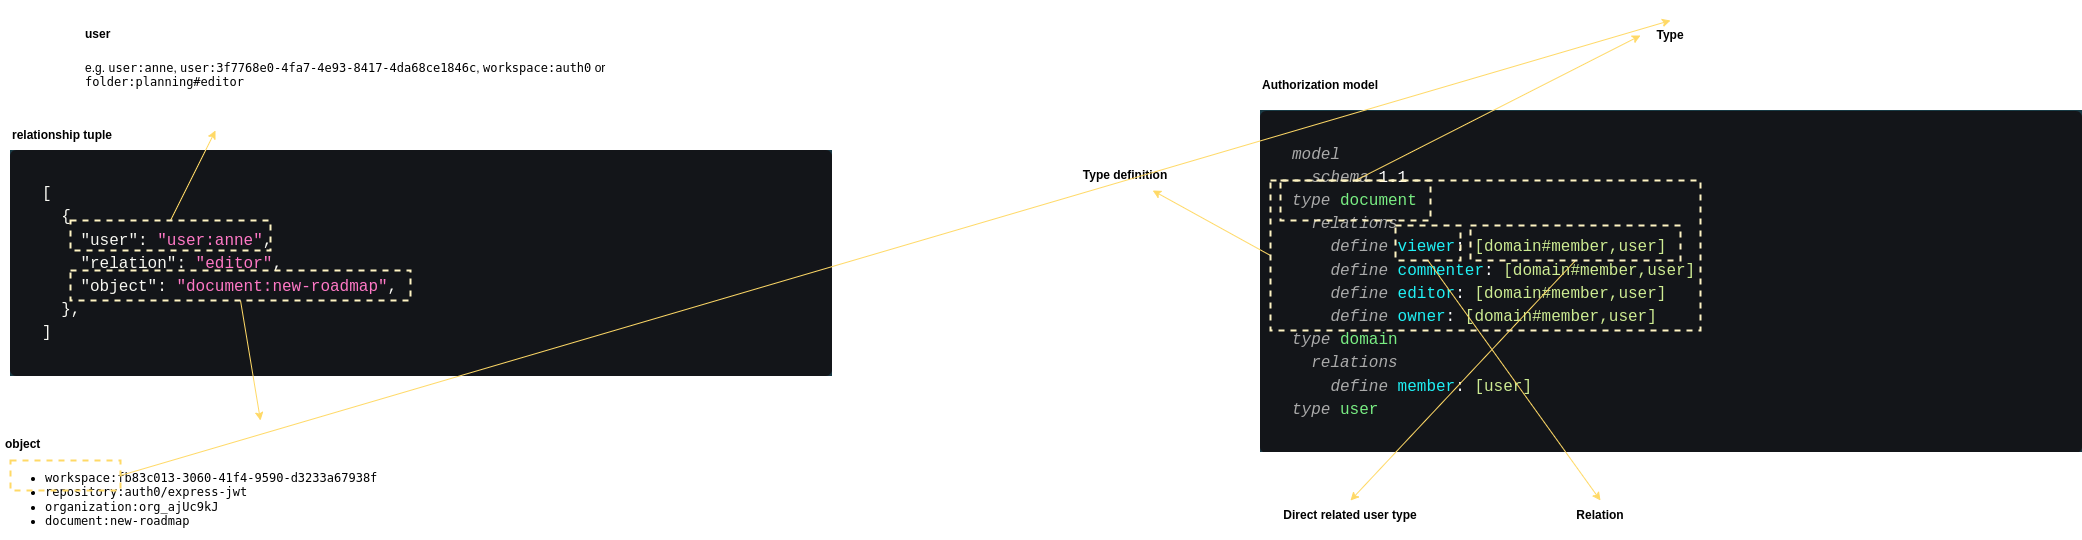 user
e.g. user:anne, user:3f7768e0-4fa7-4e93-8417-4da68ce1846c, workspace:auth0 or
folder:planning#editor
relationship tuple
[
{
"user": "user:anne",
"relation": "editor",
"object": "document:new-roadmap",
},
]
object
workspace:fb83c013-3060-41f4-9590-d3233a67938f
repository:auth0/express-jwt
organization:org_ajUc9kJ
document:new-roadmap
Type definition
Type
Authorization model
model
schema 1.1
type document
relations
define viewer: [domain#member,user]
define commenter: [domain#member,user]
define editor: [domain#member,user]
define owner: [domain#member,user]
type domain
relations
define member: [user]
type user
Direct related user type
Relation